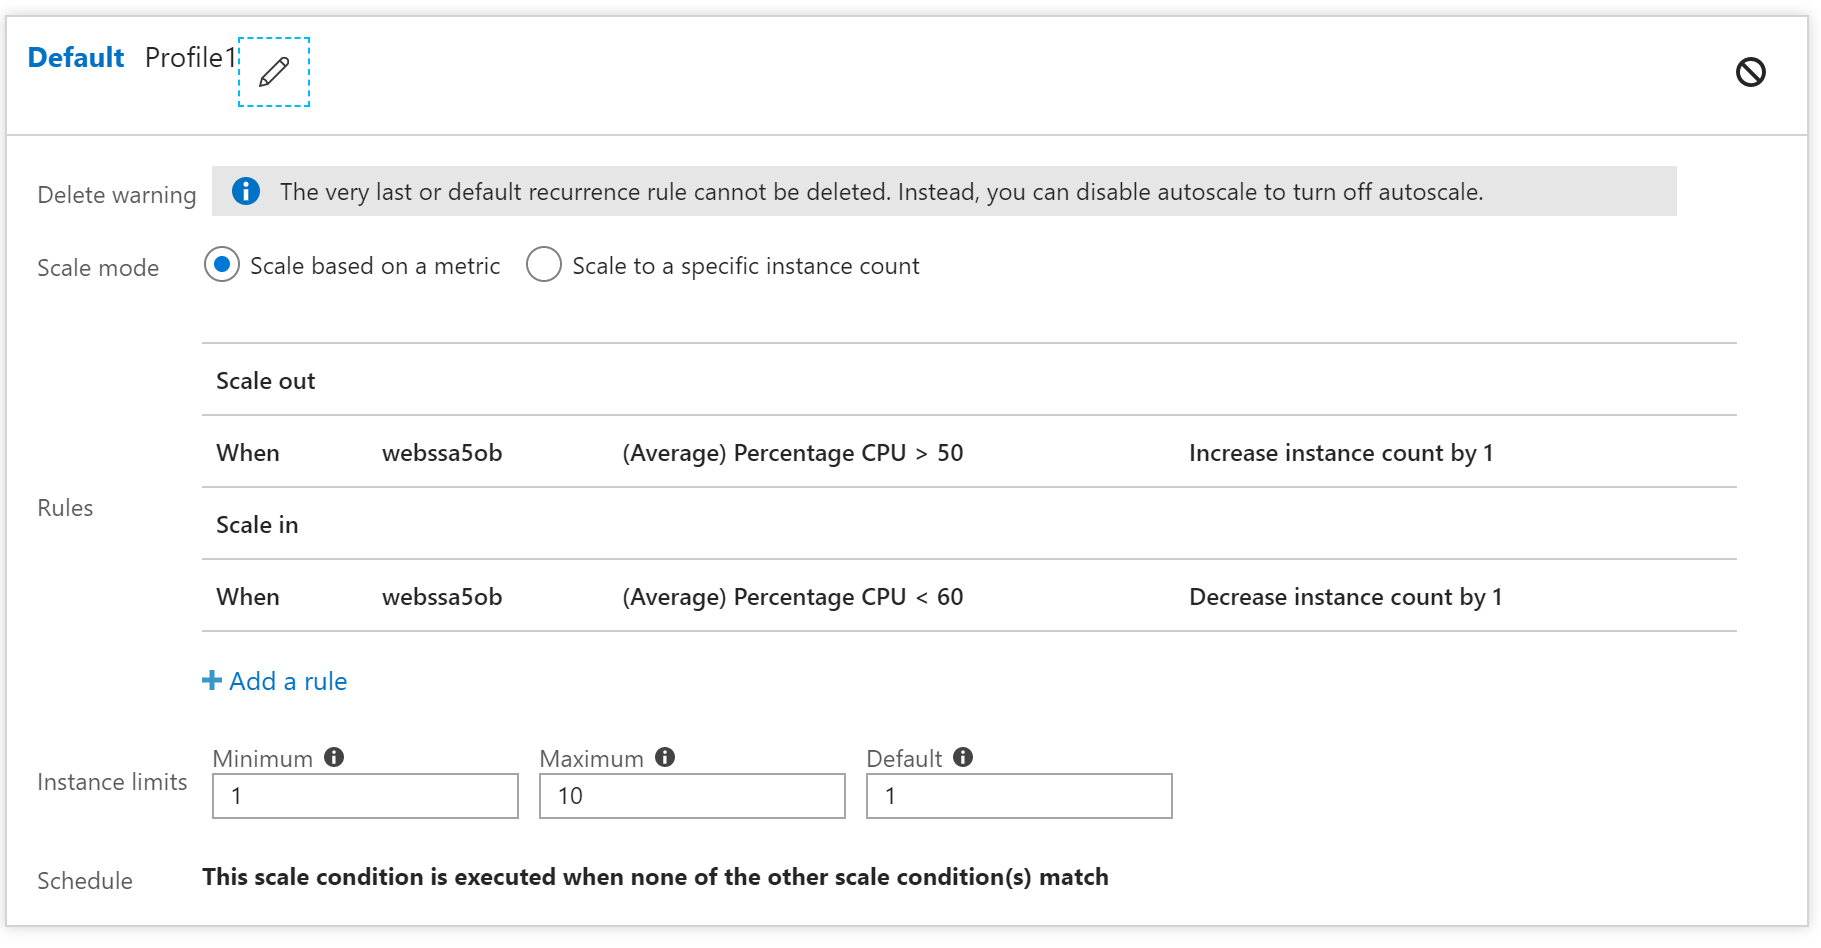 Default Profile1
Delete warning The very last or default recurrence rule cannot be deleted. Instead, you can disable autoscale to turn off autoscale.
Scale mode Scale based on a metric Scale to a specific instance count
Scale out
When webssa5ob (Average) Percentage CPU > 50 Increase instance count by 1
Rules
Scale in
When webssa5ob (Average) Percentage CPU < 60 Decrease instance count by 1
+ Add a rule
Minimum Maximum Default
Instance limits 1 10 1
Schedule This scale condition is executed when none of the other scale condition(s) match